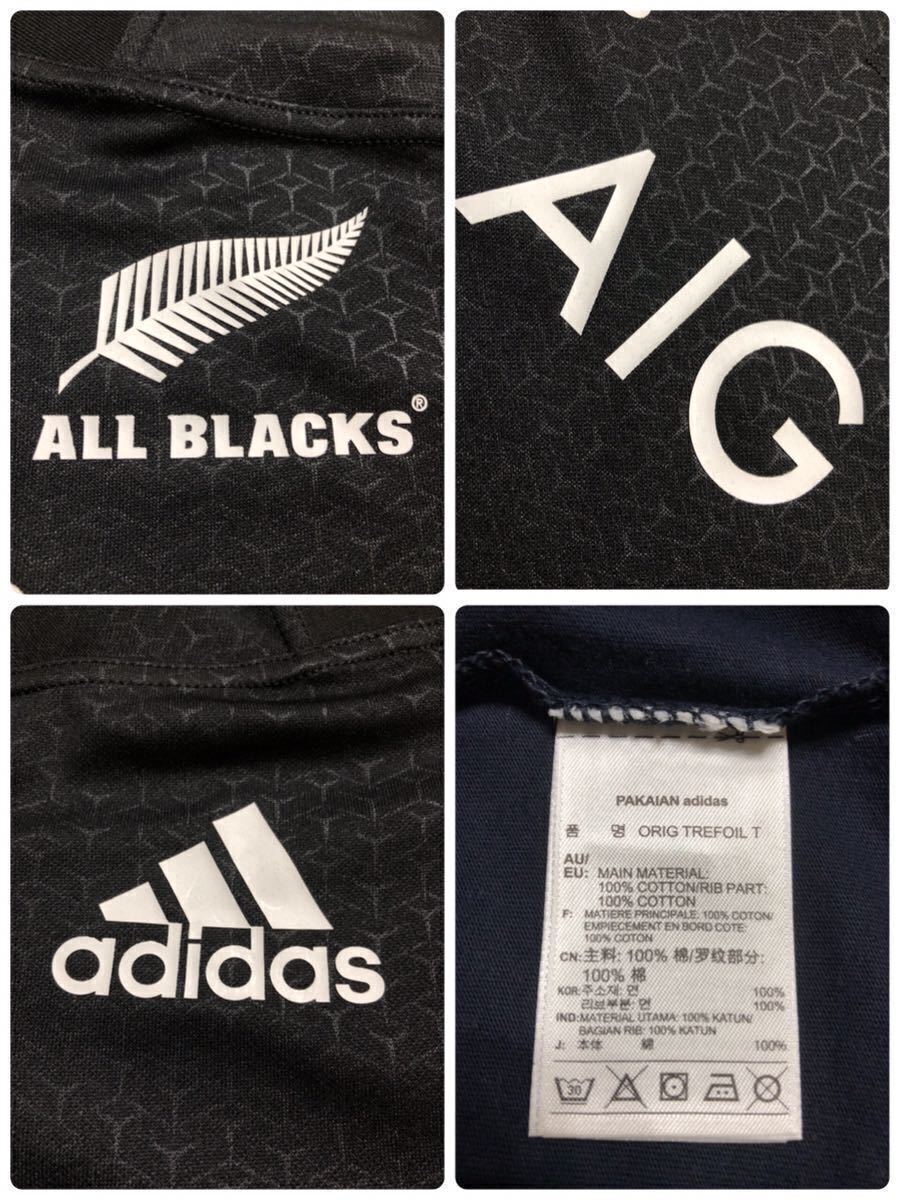 ALL BLACKS®
AIG
adidas
PAKAIAN adidas
품 명 ORIG TREFOIL T
AU/
EU: MAIN MATERIAL:
100% COTTON/RIB PART:
100% COTTON
F: MATIERE PRINCIPALE: 100% COTON/
EMPIECEMENT EN BORD COTE:
100% COTON
CN: 主料: 100% 棉/罗纹部分:
100% 棉
KOR: 주소재: 면 100%
리브부분: 면 100%
IND: MATERIAL UTAMA: 100% KATUN/
BAGIAN RIB: 100% KATUN
J: 本体 綿 100%
30